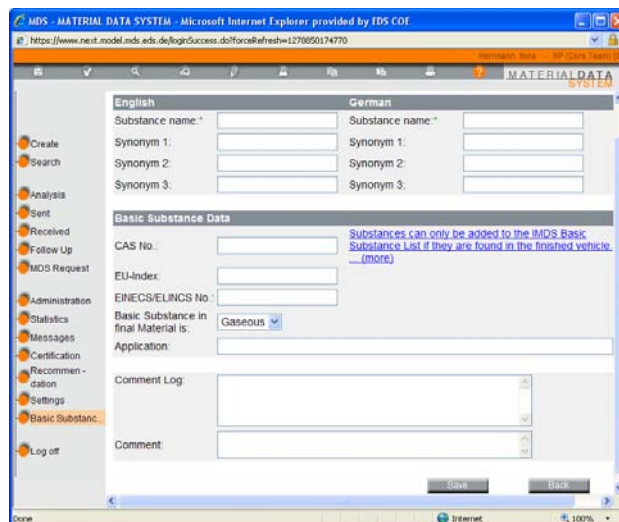 MDS - MATERIAL DATA SYSTEM - Microsoft Internet Explorer provided by EDS COE
https://www.next.model.mds.eds.de/loginSuccess.do?forceRefresh=1270850174770
MATERIALDATA
SYSTEM
English German
Substance name:* Substance name:*
Synonym 1: Synonym 1:
Synonym 2: Synonym 2:
Synonym 3: Synonym 3:
Create
Search
Analysis
Sent
Received
Follow Up
MDS Request
Administration
Statistics
Messages
Certification
Recommen -
dation
Settings
Basic Substanc...
Log off
Basic Substance Data
CAS No.:
Substances can only be added to the IMDS Basic
Substance List if they are found in the finished vehicle.
... (more)
EU-Index:
EINECS/ELINCS No.:
Basic Substance in
final Material is: Gaseous
Application:
Comment Log:
Comment:
Save Back
Done Internet 100%